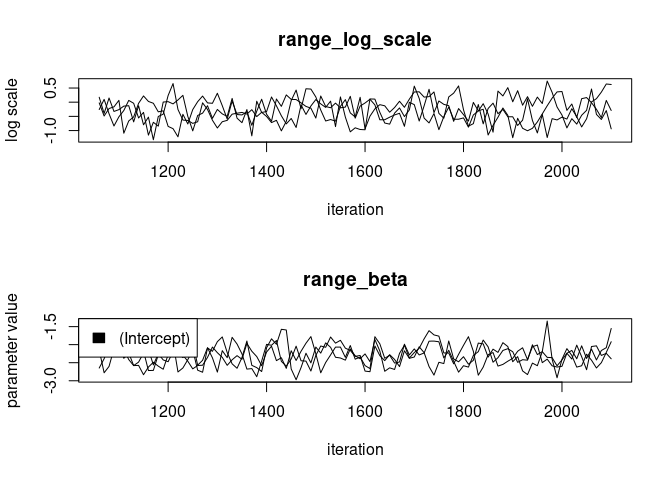 range_log_scale
log scale
0.5
-1.0
1200 1400 1600 1800 2000
iteration
range_beta
parameter value
-1.5
-3.0
(Intercept)
1200 1400 1600 1800 2000
iteration